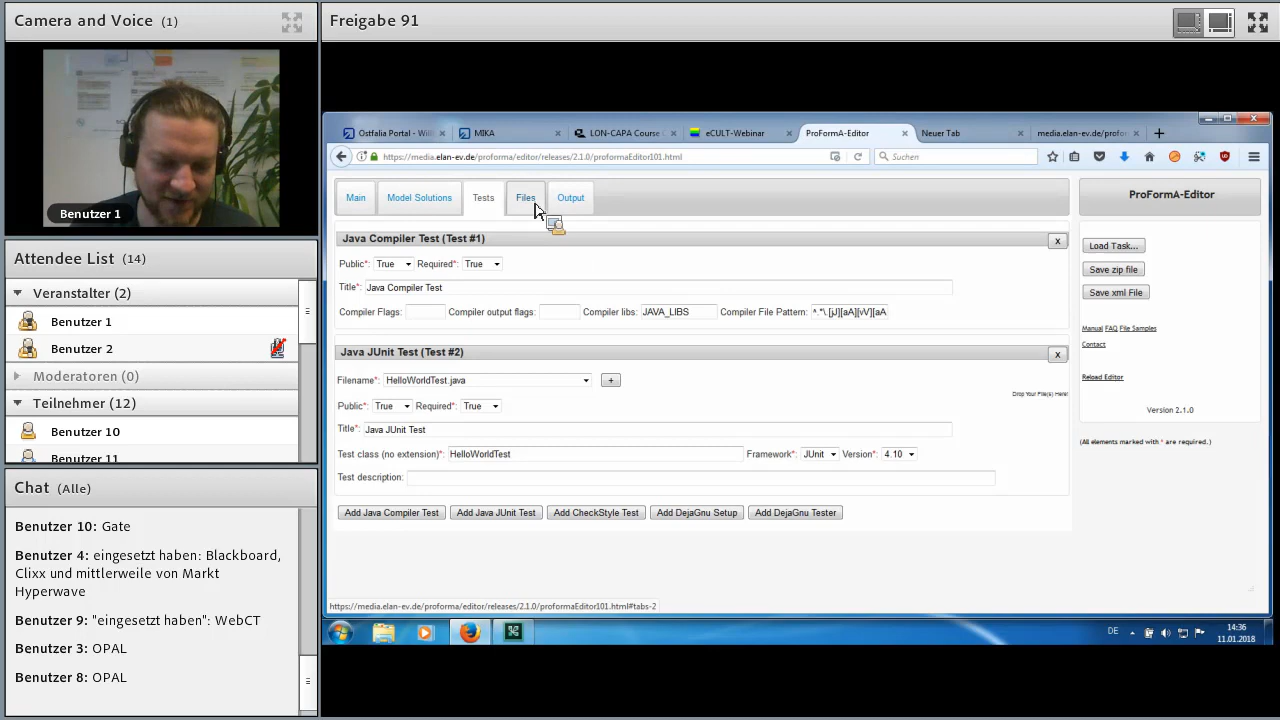 Camera and Voice (1)
Benutzer 1
Attendee List (14)
Veranstalter (2)
Benutzer 1
Benutzer 2
Moderatoren (0)
Teilnehmer (12)
Benutzer 10
Benutzer 11
Chat (Alle)
Benutzer 10: Gate
Benutzer 4: eingesetzt haben: Blackboard,
Clixx und mittlerweile von Markt
Hyperwave
Benutzer 9: "eingesetzt haben": WebCT
Benutzer 3: OPAL
Benutzer 8: OPAL
Freigabe 91
Ostfalia Portal - Will
MIKA
LON-CAPA Course
eCULT-Webinar
ProFormA-Editor
Neuer Tab
media.elan-ev.de/profor
https://media.elan-ev.de/proforma/editor/releases/2.1.0/proformaEditor101.html
Suchen
Main
Model Solutions
Tests
Files
Output
Java Compiler Test (Test #1)
x
Public*: True Required*: True
Title*: Java Compiler Test
Compiler Flags: Compiler output flags: Compiler libs: JAVA_LIBS Compiler File Pattern: ^.*\.[jJ][aA][vV][aA
Java JUnit Test (Test #2)
x
Filename*: HelloWorldTest.java +
Drop Your File(s) Here!
Public*: True Required*: True
Title*: Java JUnit Test
Test class (no extension)*: HelloWorldTest Framework*: JUnit Version*: 4.10
Test description:
Add Java Compiler Test
Add Java JUnit Test
Add CheckStyle Test
Add DejaGnu Setup
Add DejaGnu Tester
ProFormA-Editor
Load Task...
Save zip file
Save xml File
Manual FAQ File Samples
Contact
Reload Editor
Version 2.1.0
(All elements marked with * are required.)
https://media.elan-ev.de/proforma/editor/releases/2.1.0/proformaEditor101.html#tabs-2
DE
14:36
11.01.2018